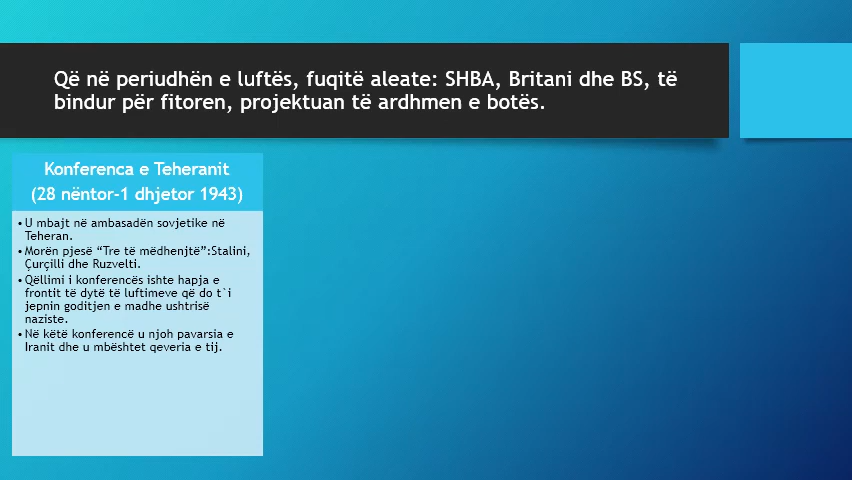 Që në periudhën e luftës, fuqitë aleate: SHBA, Britani dhe BS, të
bindur për fitoren, projektuan të ardhmen e botës.
Konferenca e Teheranit
(28 nëntor-1 dhjetor 1943)
•U mbajt në ambasadën sovjetike në
Teheran.
•Morën pjesë “Tre të mëdhenjtë”:Stalini,
Çurçilli dhe Ruzvelti.
•Qëllimi i konferencës ishte hapja e
frontit të dytë të luftimeve që do t`i
jepnin goditjen e madhe ushtrisë
naziste.
•Në këtë konferencë u njoh pavarsia e
Iranit dhe u mbështet qeveria e tij.